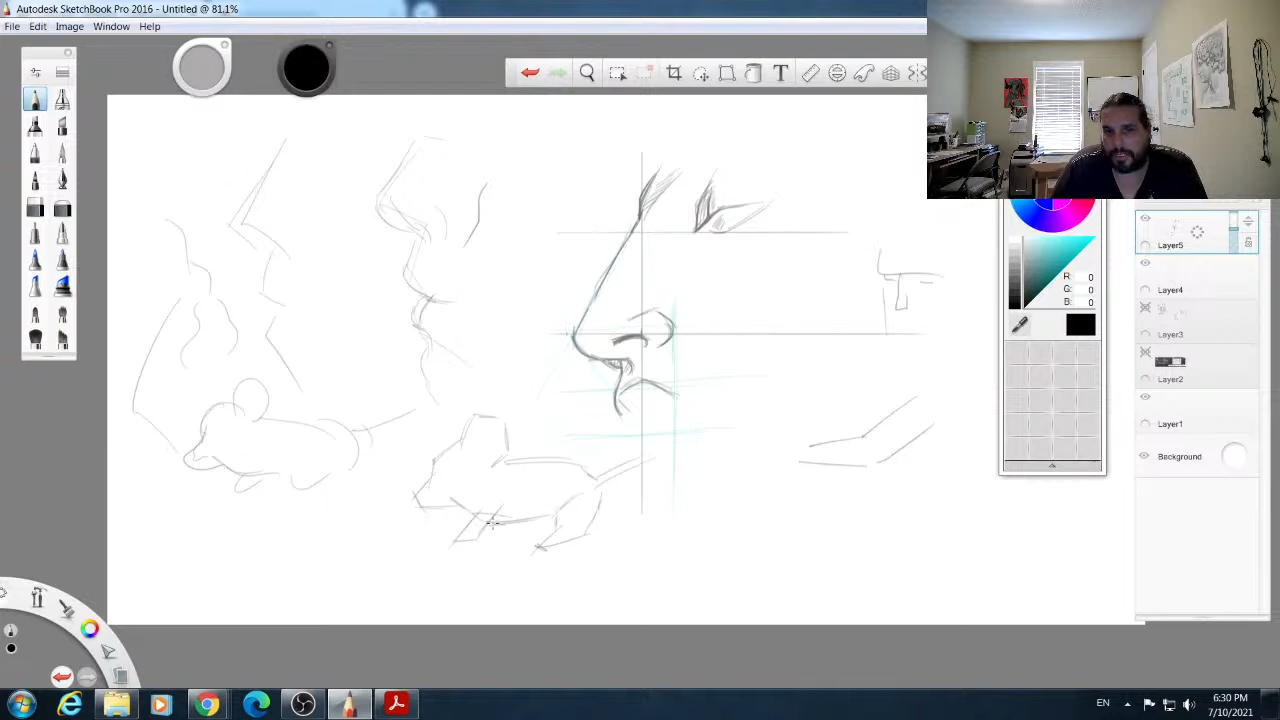 Autodesk SketchBook Pro 2016 - Untitled @ 81,1%
File Edit Image Window Help
T
R 0
G: 0
B: 0
Layer5
Layer4
Layer3
Layer2
Layer1
Background
EN
6:30 PM
7/10/2021